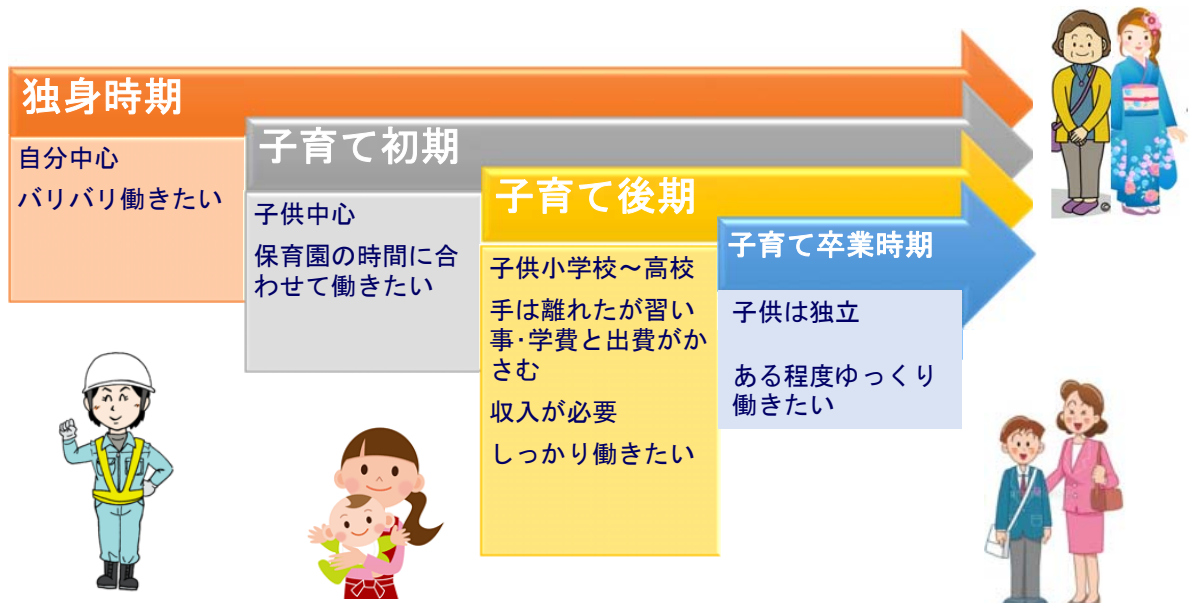 独身時期
自分中心
バリバリ働きたい
子育て初期
子供中心
保育園の時間に合
わせて働きたい
子育て後期
子供小学校～高校
手は離れたが習い
事･学費と出費がか
さむ
収入が必要
しっかり働きたい
子育て卒業時期
子供は独立
ある程度ゆっくり
働きたい